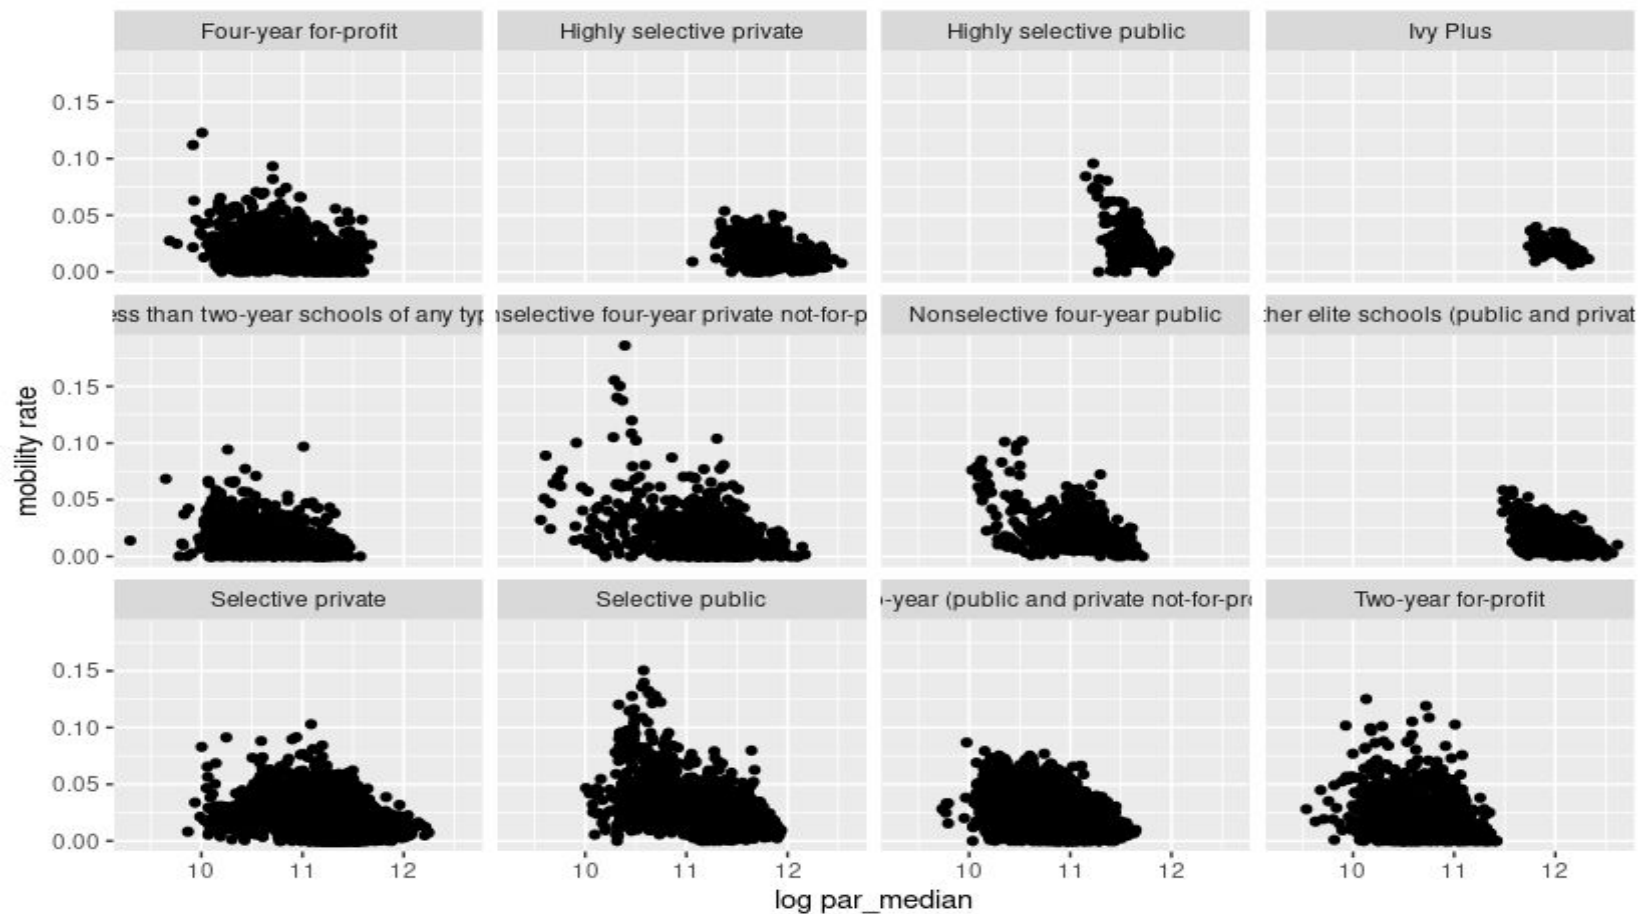 Four-year for-profit
Highly selective private
Highly selective public
Ivy Plus
0.15
0.10
0.05
0.00
ess than two-year schools of any typ
nselective four-year private not-for-p
Nonselective four-year public
ther elite schools (public and privat
0.15
0.10
0.05
0.00
mobility rate
Selective private
Selective public
o-year (public and private not-for-pro
Two-year for-profit
0.15
0.10
0.05
0.00
10 11 12
10 11 12
10 11 12
10 11 12
log par_median